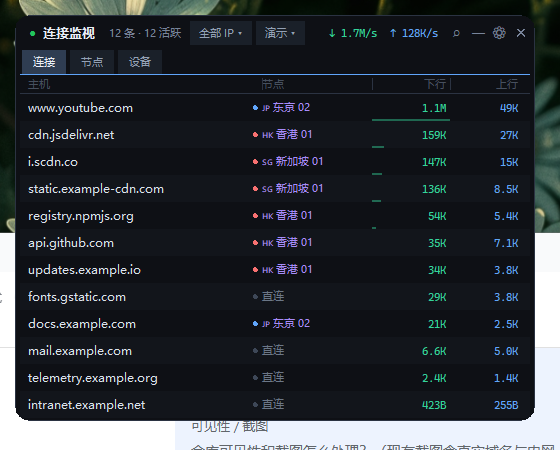 连接监视 12 条 · 12 活跃 全部 IP 演示 ↓ 1.7M/s ↑ 128K/s
连接 节点 设备
主机 节点 下行 上行
www.youtube.com JP 东京 02 1.1M 49K
cdn.jsdelivr.net HK 香港 01 159K 27K
i.scdn.co SG 新加坡 01 147K 15K
static.example-cdn.com SG 新加坡 01 136K 8.5K
registry.npmjs.org HK 香港 01 54K 5.4K
api.github.com HK 香港 01 35K 7.1K
updates.example.io HK 香港 01 34K 3.8K
fonts.gstatic.com 直连 29K 3.8K
docs.example.com JP 东京 02 21K 2.5K
mail.example.com 直连 6.6K 5.0K
telemetry.example.org 直连 2.4K 1.4K
intranet.example.net 直连 423B 255B
可见性 / 截图